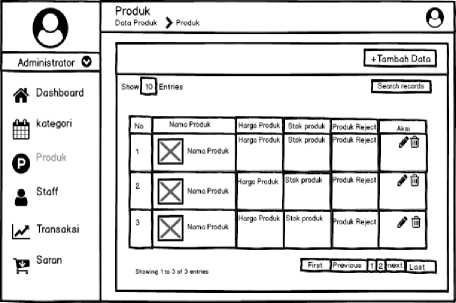 Produk
Data Produk Produk
Administrator
Dashboard
kategori
P Produk
Staff
Transaksi
Saran
+Tambah Data
Show 10 Entries
Search records
No Nama Produk Harga Produk Stok produk Produk Reject Aksi
1 Nama Produk Harga Produk Stok produk Produk Reject
2 Nama Produk Harga Produk Stok produk Produk Reject
3 Nama Produk Harga Produk Stok produk Produk Reject
Showing 1 to 3 of 3 entries
First Previous 1 2 next Last